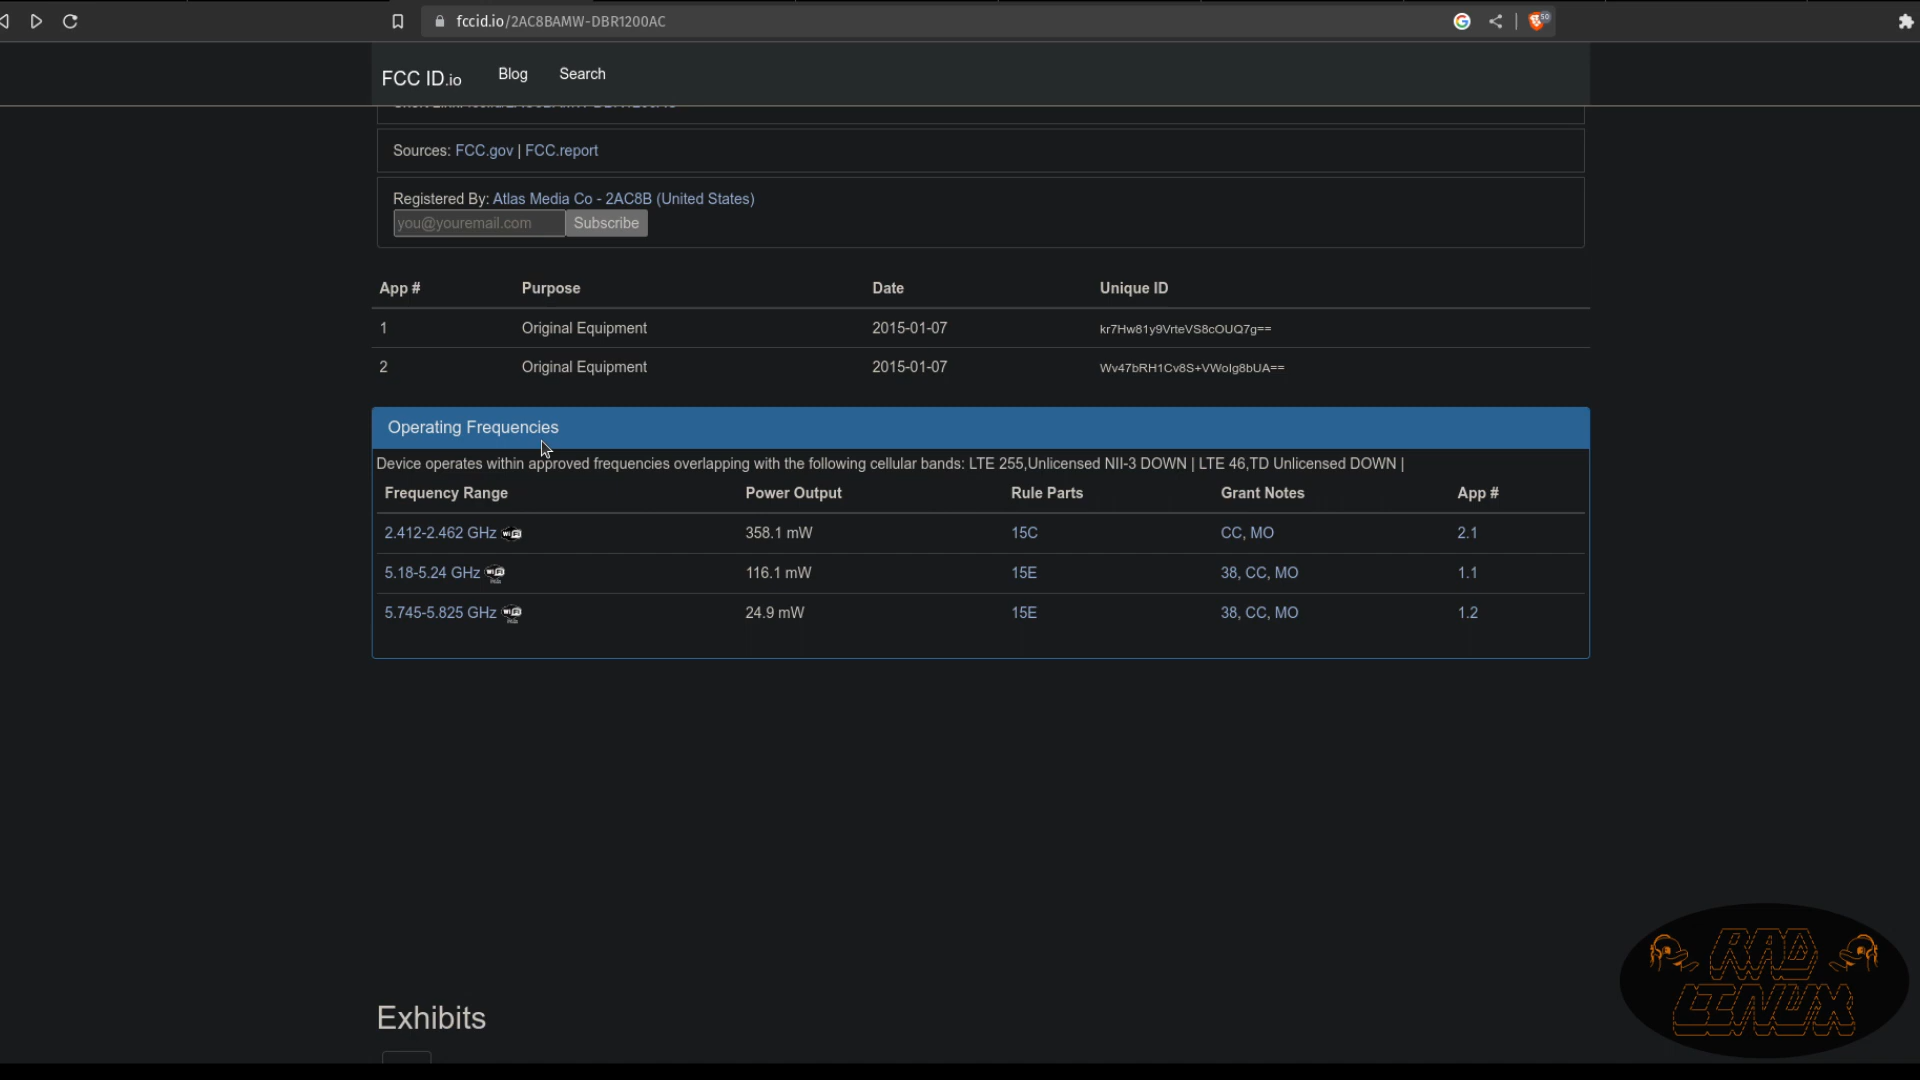 fccid.io/2AC8BAMW-DBR1200AC
50
FCC ID.io Blog Search
Sources: FCC.gov | FCC.report
Registered By: Atlas Media Co - 2AC8B (United States)
you@youremail.com Subscribe
App # Purpose Date Unique ID
1 Original Equipment 2015-01-07 kr7Hw81y9VrteVS8cOUQ7g==
2 Original Equipment 2015-01-07 Wv47bRH1Cv8S+VWoIg8bUA==
Operating Frequencies
Device operates within approved frequencies overlapping with the following cellular bands: LTE 255,Unlicensed NII-3 DOWN | LTE 46,TD Unlicensed DOWN |
Frequency Range Power Output Rule Parts Grant Notes App #
2.412-2.462 GHz 358.1 mW 15C CC, MO 2.1
5.18-5.24 GHz 116.1 mW 15E 38, CC, MO 1.1
5.745-5.825 GHz 24.9 mW 15E 38, CC, MO 1.2
RAD
LINUX
Exhibits